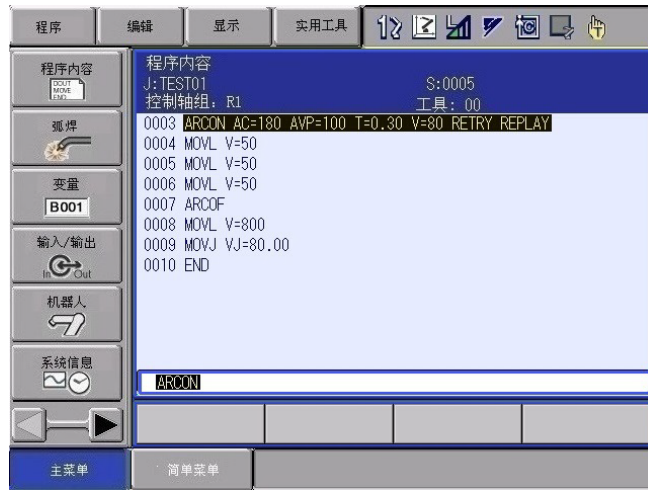 程序 编辑 显示 实用工具
程序内容
DOUT
MOVE
END
弧焊
变量
B001
输入/输出
In Out
机器人
系统信息
程序内容
J:TEST01 S:0005
控制轴组: R1 工具: 00
0003 ARCON AC=180 AVP=100 T=0.30 V=80 RETRY REPLAY
0004 MOVL V=50
0005 MOVL V=50
0006 MOVL V=50
0007 ARCOF
0008 MOVL V=800
0009 MOVJ VJ=80.00
0010 END
ARCON
主菜单 简单菜单